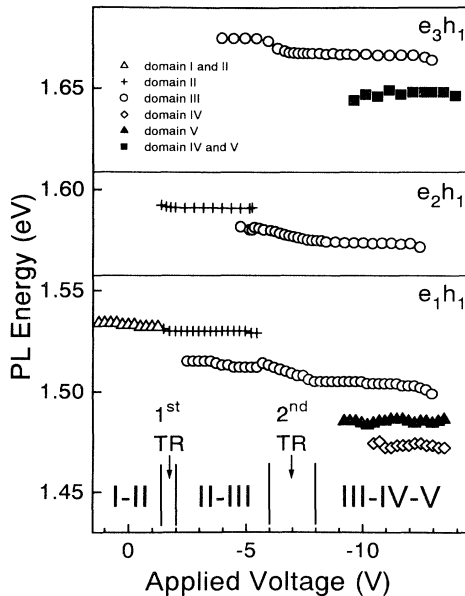 e3h1
domain I and II
domain II
domain III
domain IV
domain V
domain IV and V
1.65
e2h1
1.60
PL Energy (eV)
e1h1
1.55
1.50
1st
TR
2nd
TR
1.45
I-II
II-III
III-IV-V
0
-5
-10
Applied Voltage (V)